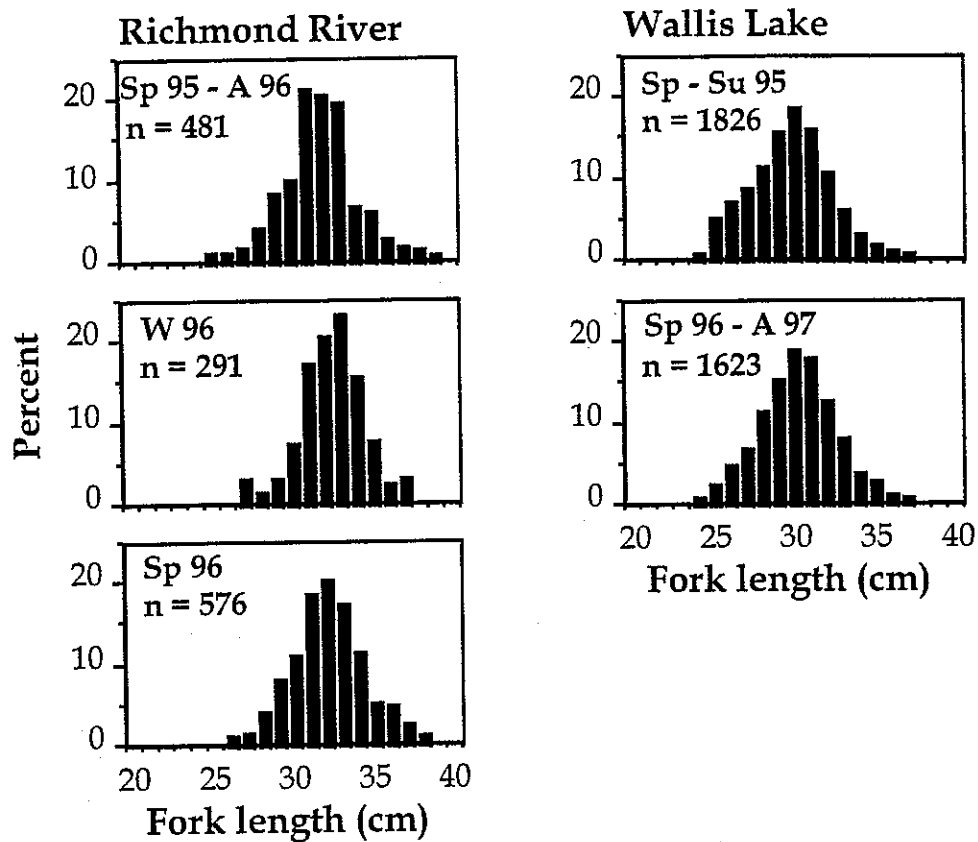 Richmond River
Sp 95 - A 96
n = 481
20
10
0
W 96
n = 291
20
10
0
Percent
Sp 96
n = 576
20
10
0
20 25 30 35 40
Fork length (cm)
Wallis Lake
Sp - Su 95
n = 1826
20
10
0
Sp 96 - A 97
n = 1623
20
10
0
20 25 30 35 40
Fork length (cm)